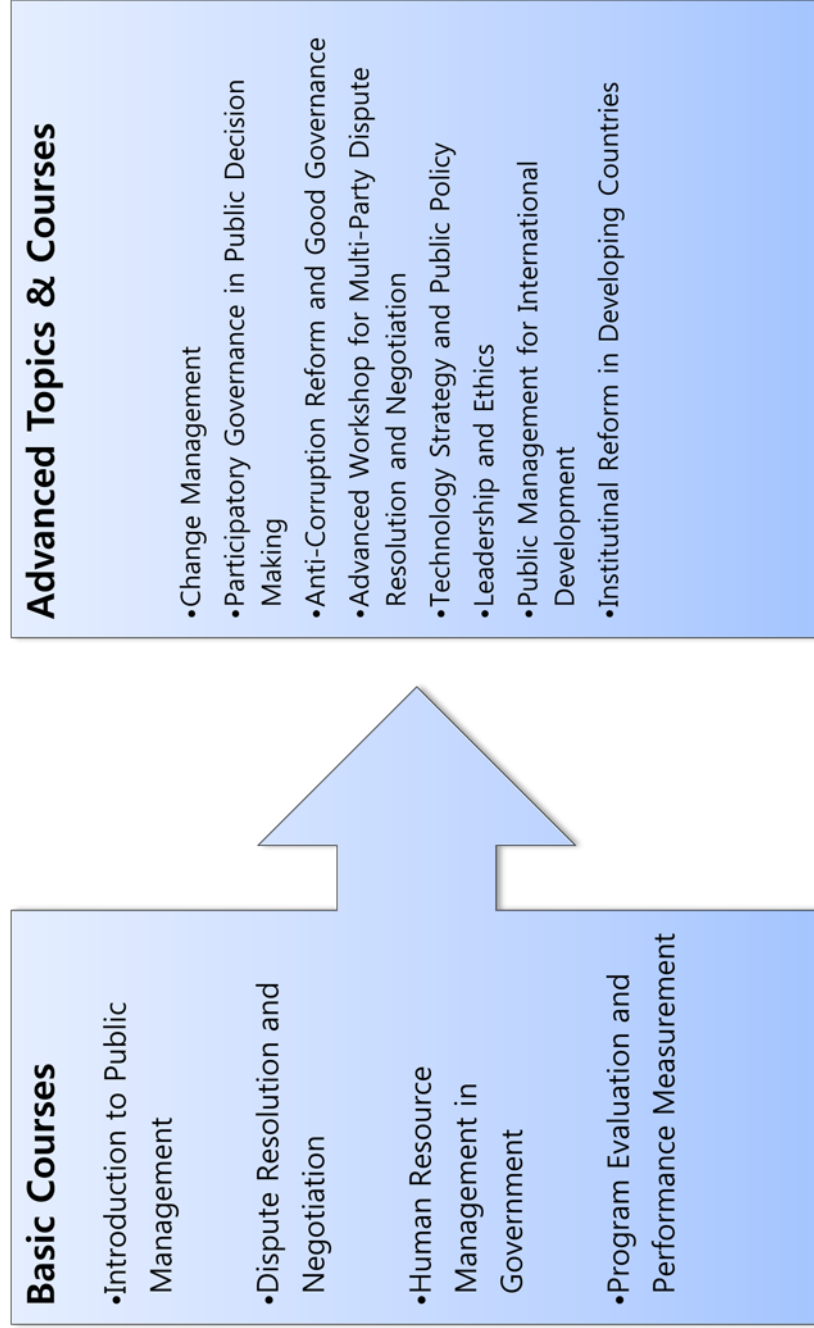 Basic Courses
•Introduction to Public
Management
•Dispute Resolution and
Negotiation
•Human Resource
Management in
Government
•Program Evaluation and
Performance Measurement
Advanced Topics & Courses
•Change Management
•Participatory Governance in Public Decision
Making
•Anti-Corruption Reform and Good Governance
•Advanced Workshop for Multi-Party Dispute
Resolution and Negotiation
•Technology Strategy and Public Policy
•Leadership and Ethics
•Public Management for International
Development
•Institutinal Reform in Developing Countries